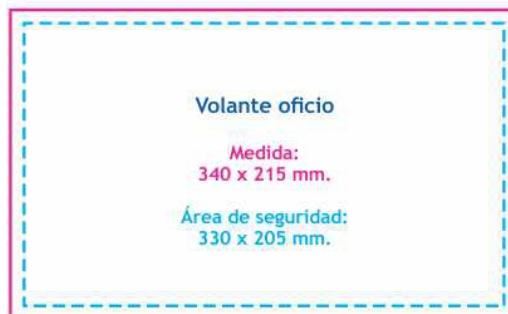 Volante oficio
Medida:
340 x 215 mm.
Área de seguridad:
330 x 205 mm.